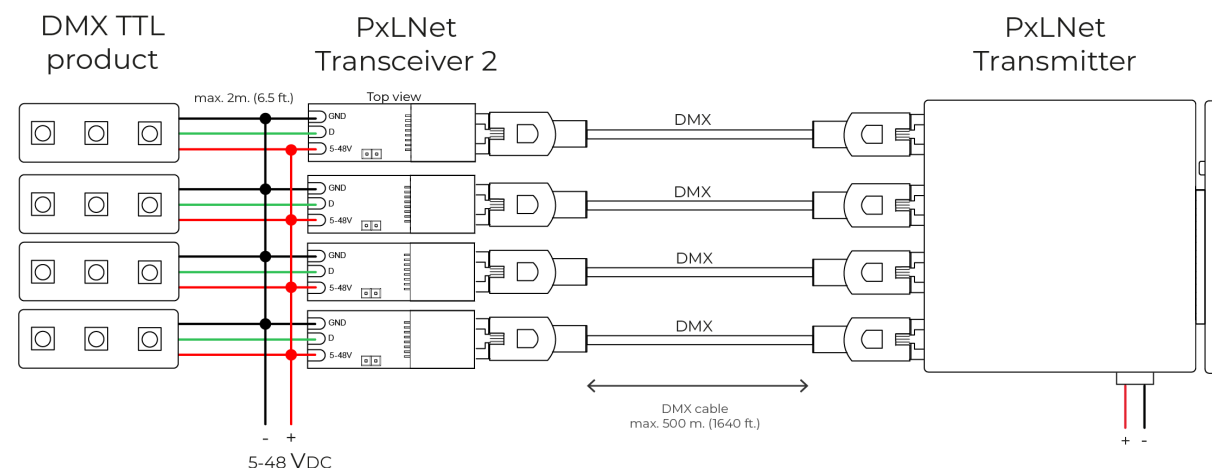 DMX TTL
product
PxLNet
Transceiver 2
PxLNet
Transmitter
max. 2m. (6.5 ft.)
Top view
GND
D
5-48V
DMX
GND
D
5-48V
DMX
GND
D
5-48V
DMX
GND
D
5-48V
DMX
DMX cable
max. 500 m. (1640 ft.)
- +
5-48 VDC
+ -